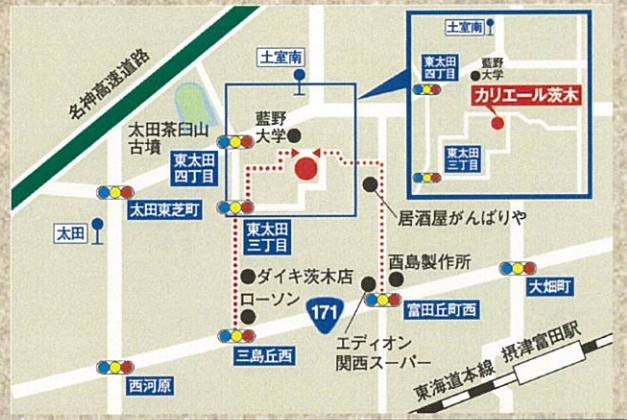 名神高速道路
土室南
太田茶臼山
古墳
藍野
大学
東太田
四丁目
太田東芝町
太田
東太田
三丁目
居酒屋がんばりや
ダイキ茨木店
ローソン
171
酉島製作所
大畑町
富田丘町西
三島丘西
エディオン
関西スーパー
西河原
東海道本線 摂津富田駅
土室南
東太田
四丁目
藍野
大学
カリエール茨木
東太田
三丁目